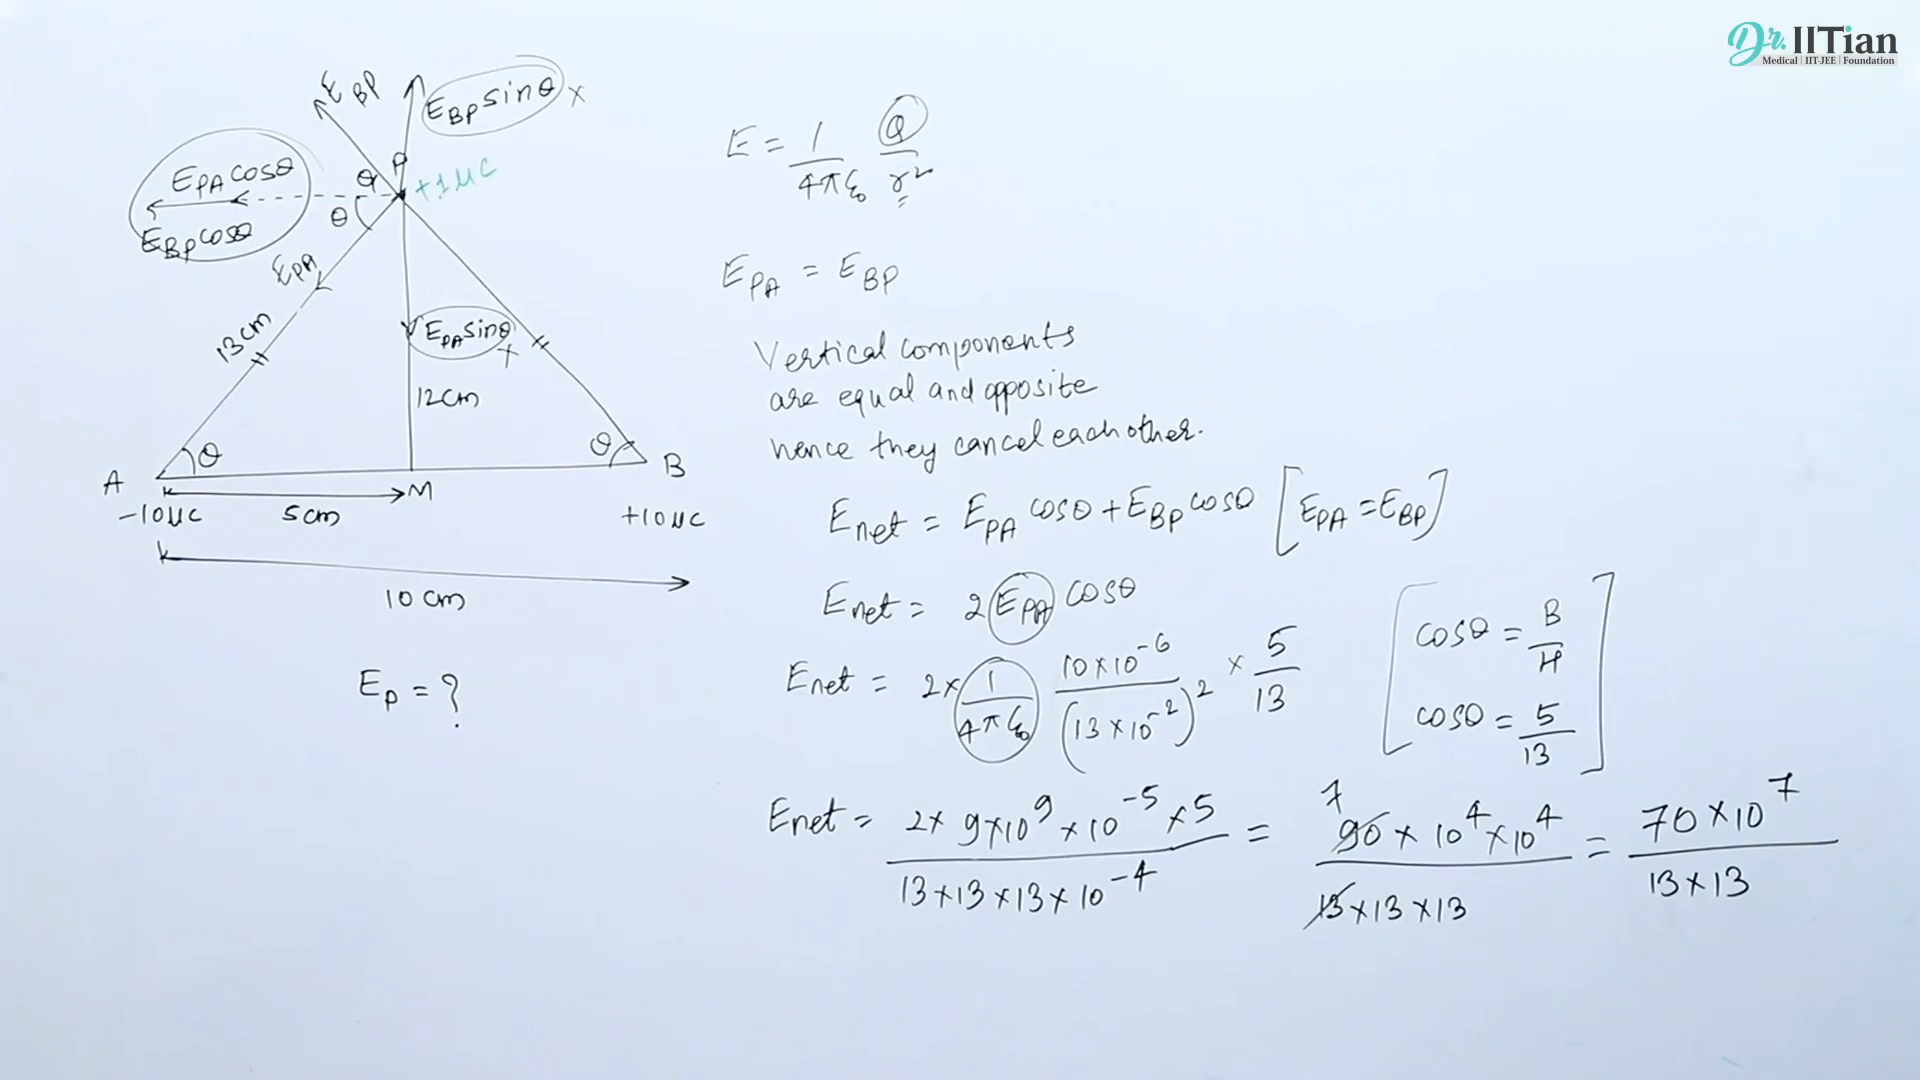 Dr. IITian
Medical | IIT-JEE | Foundation
E_BP
E_BP sinθ ×
E_PA cosθ
E_BP cosθ
θ
P
+1μC
θ
E_PA
13cm
E_PA sinθ ×
12cm
A
θ
θ
B
M
-10μC
5cm
+10μC
10 cm
E_P = ?
E = 1/4πε₀ Q/r²
E_PA = E_BP
Vertical components
are equal and opposite
hence they cancel each other.
E_net = E_PA cosθ + E_BP cosθ [E_PA = E_BP]
E_net = 2 E_PA cosθ
E_net = 2 × 1/4πε₀ 10×10⁻⁶/(13×10⁻²)² × 5/13
[cosθ = B/H
cosθ = 5/13]
E_net = 2×9×10⁹×10⁻⁵×5/13×13×13×10⁻⁴ = 7 90×10⁴×10⁴/13×13×13 = 70×10⁷/13×13